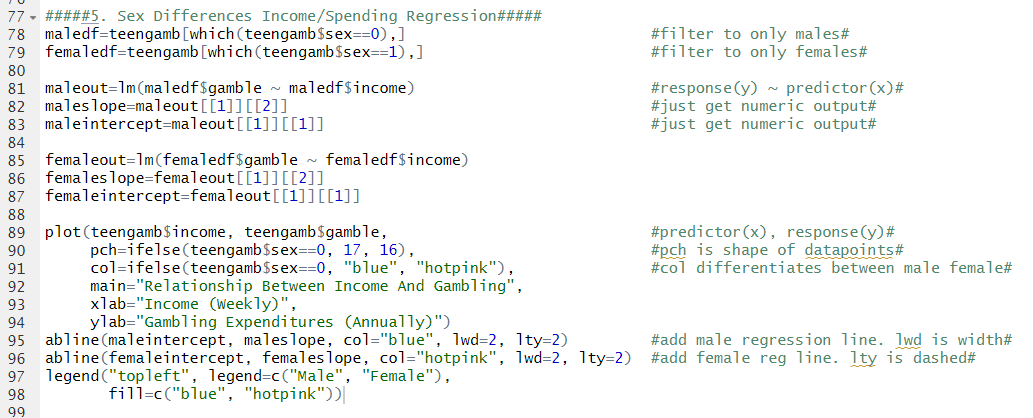 77 #####5. Sex Differences Income/Spending Regression#####
78 maledf=teengamb[which(teengamb$sex==0),] #filter to only males#
79 femaledf=teengamb[which(teengamb$sex==1),] #filter to only females#
80
81 maleout=lm(maledf$gamble ~ maledf$income) #response(y) ~ predictor(x)#
82 maleslope=maleout[[1]][[2]] #just get numeric output#
83 maleintercept=maleout[[1]][[1]] #just get numeric output#
84
85 femaleout=lm(femaledf$gamble ~ femaledf$income)
86 femaleslope=femaleout[[1]][[2]]
87 femaleintercept=femaleout[[1]][[1]]
88
89 plot(teengamb$income, teengamb$gamble, #predictor(x), response(y)#
90 pch=ifelse(teengamb$sex==0, 17, 16), #pch is shape of datapoints#
91 col=ifelse(teengamb$sex==0, "blue", "hotpink"), #col differentiates between male female#
92 main="Relationship Between Income And Gambling",
93 xlab="Income (Weekly)",
94 ylab="Gambling Expenditures (Annually)")
95 abline(maleintercept, maleslope, col="blue", lwd=2, lty=2) #add male regression line. lwd is width#
96 abline(femaleintercept, femaleslope, col="hotpink", lwd=2, lty=2) #add female reg line. lty is dashed#
97 legend("topleft", legend=c("Male", "Female"),
98 fill=c("blue", "hotpink"))
99